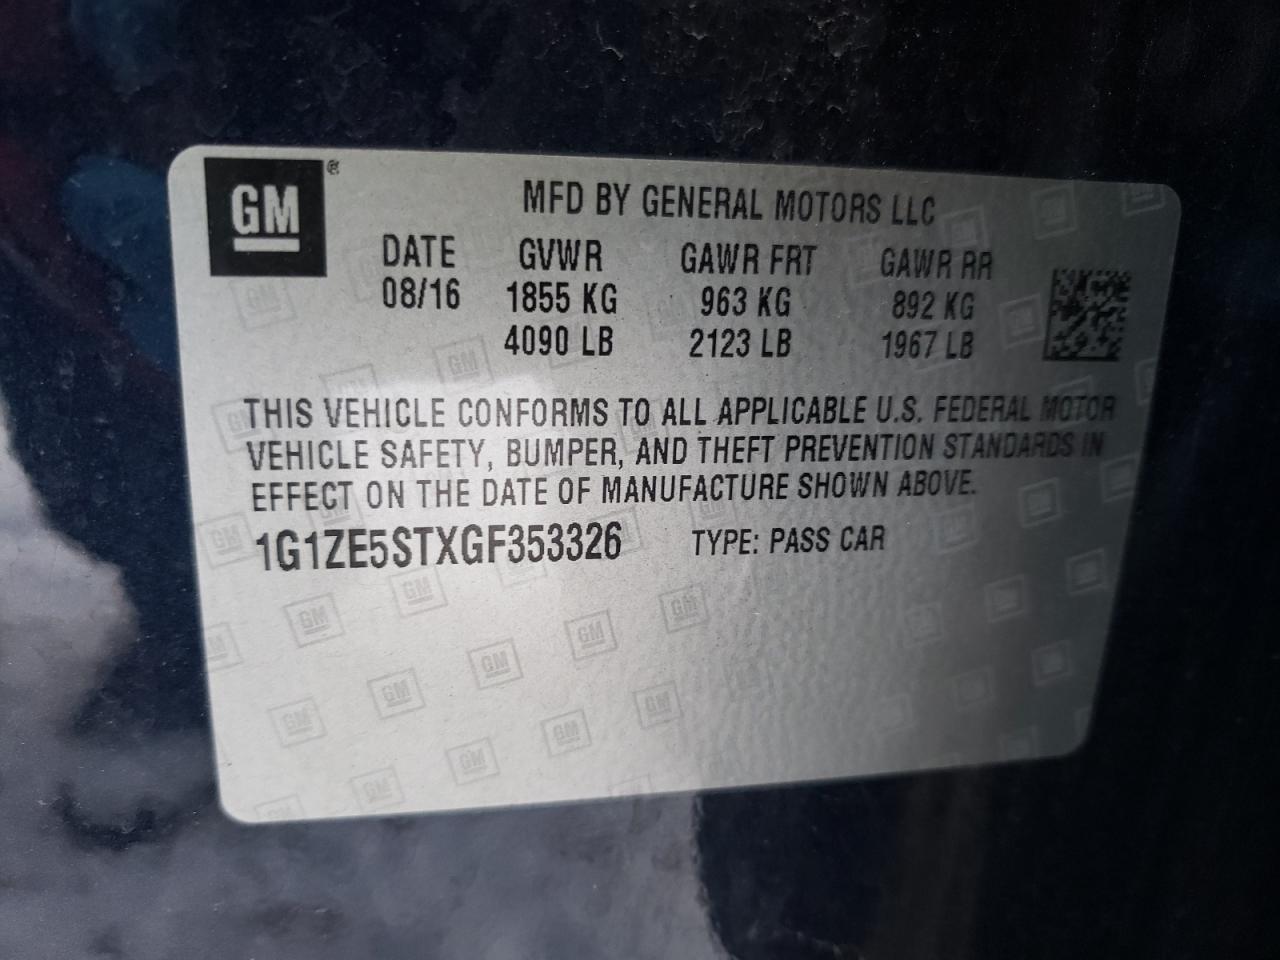 GM ®
MFD BY GENERAL MOTORS LLC
DATE GVWR GAWR FRT GAWR RR
08/16 1855 KG 963 KG 892 KG
4090 LB 2123 LB 1967 LB
THIS VEHICLE CONFORMS TO ALL APPLICABLE U.S. FEDERAL MOTOR
VEHICLE SAFETY, BUMPER, AND THEFT PREVENTION STANDARDS IN
EFFECT ON THE DATE OF MANUFACTURE SHOWN ABOVE.
1G1ZE5STXGF353326 TYPE: PASS CAR